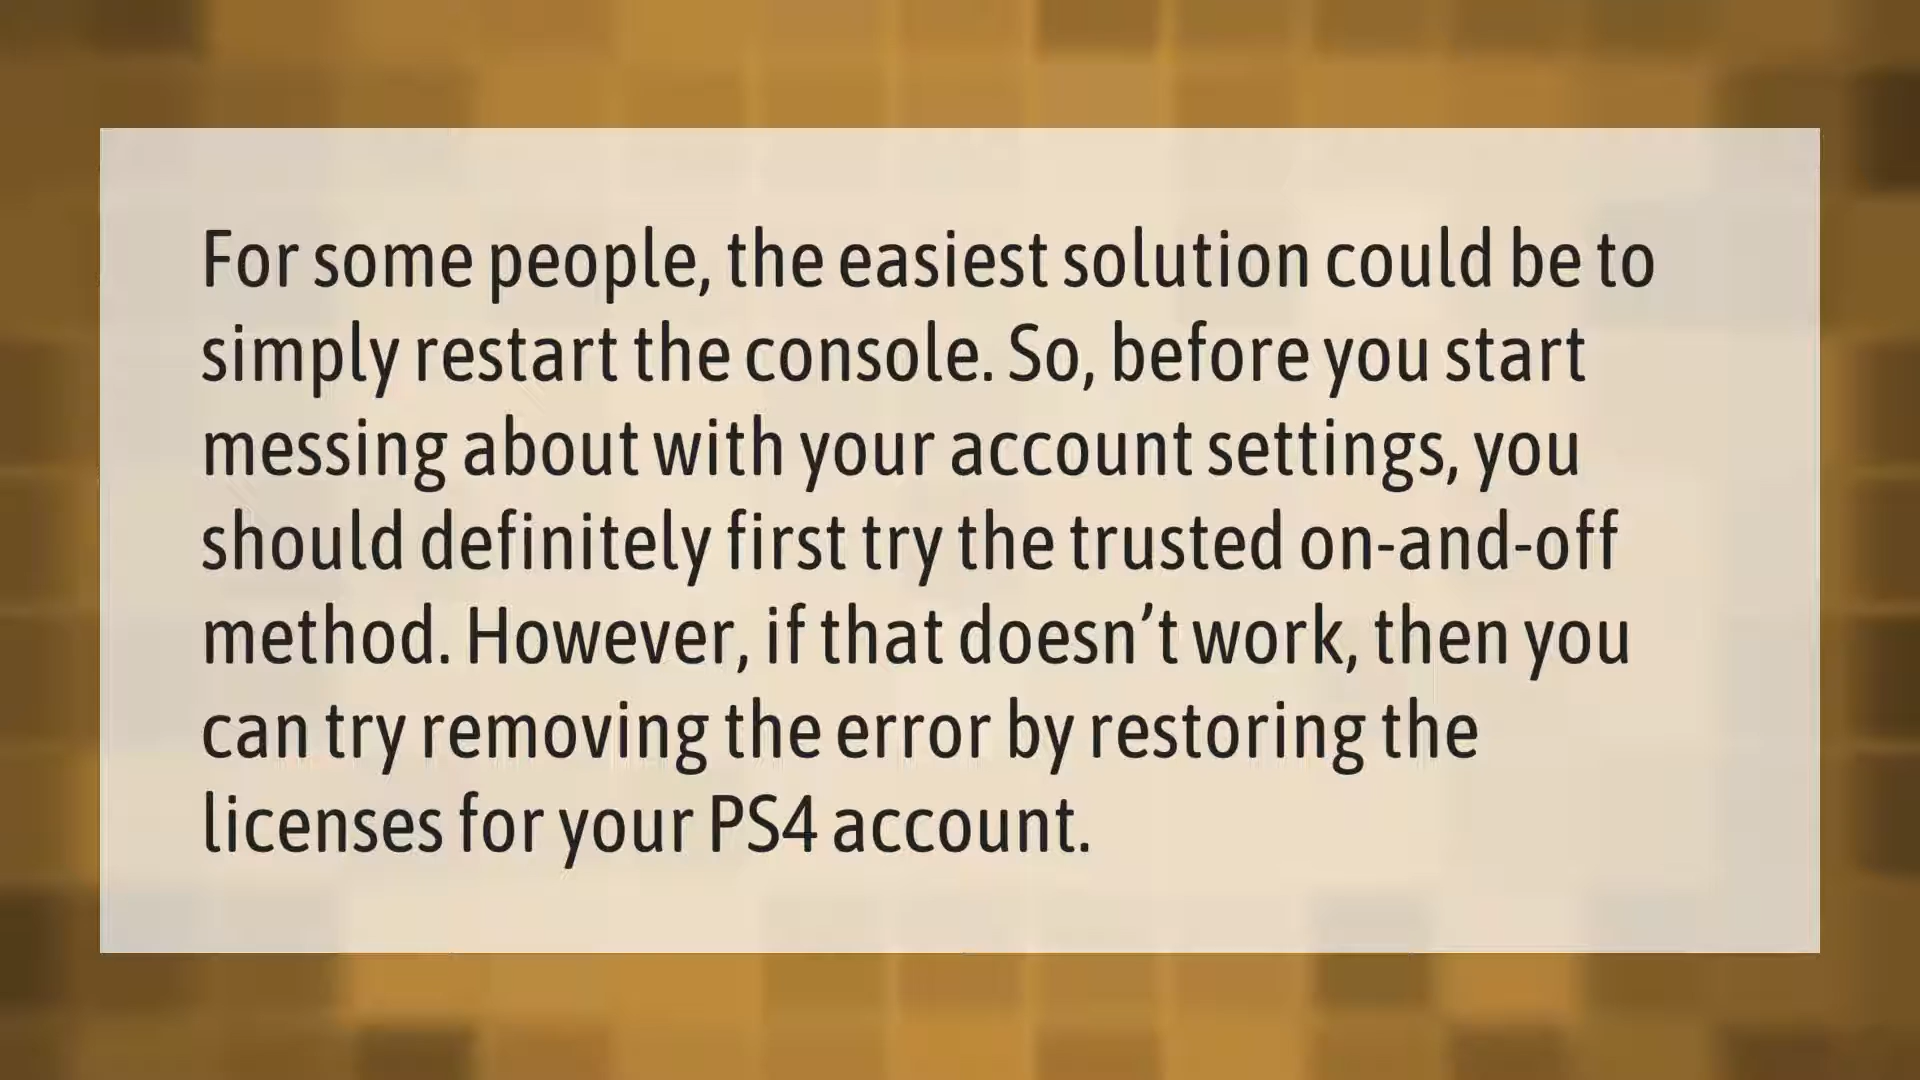 For some people, the easiest solution could be to
simply restart the console. So, before you start
messing about with your account settings, you
should definitely first try the trusted on-and-off
method. However, if that doesn’t work, then you
can try removing the error by restoring the
licenses for your PS4 account.